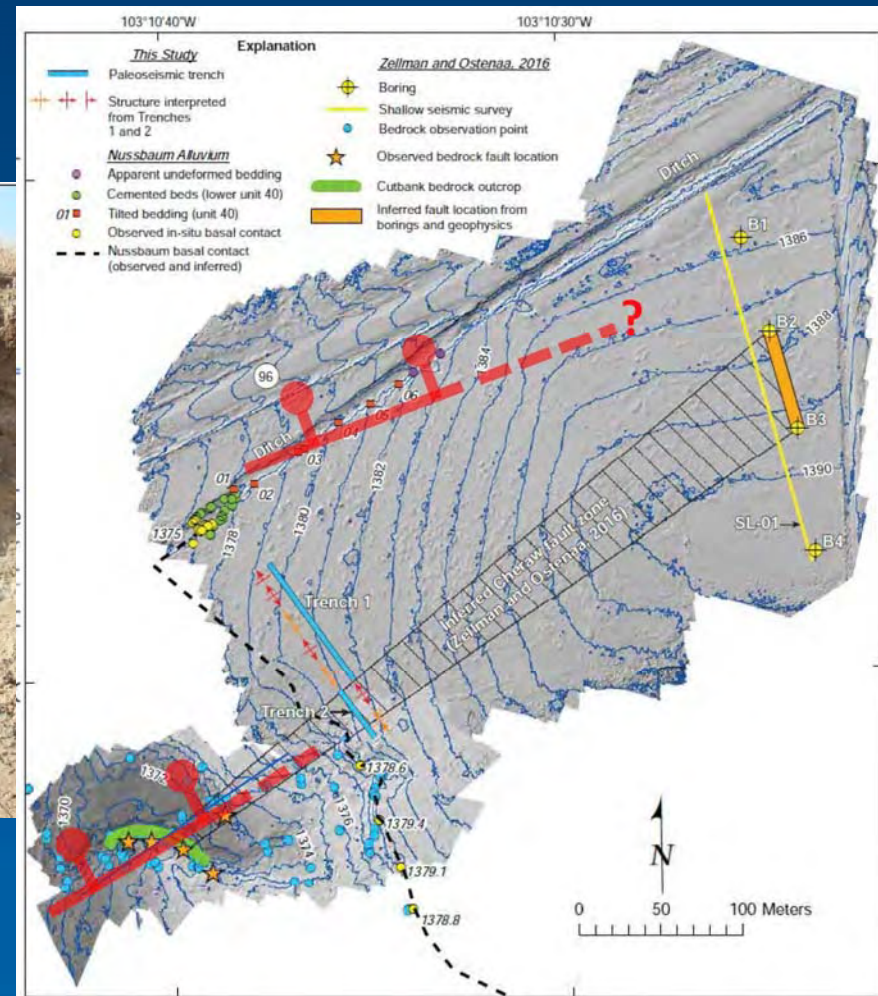 103°10'40"W
103°10'30"W
Explanation
This Study
Paleoseismic trench
Structure interpreted
from Trenches
1 and 2
Nussbaum Alluvium
Apparent undeformed bedding
Cemented beds (lower unit 40)
01 Tilted bedding (unit 40)
Observed in-situ basal contact
Nussbaum basal contact
(observed and inferred)
Zellman and Ostenaa, 2016
Boring
Shallow seismic survey
Bedrock observation point
Observed bedrock fault location
Cutbank bedrock outcrop
Inferred fault location from
borings and geophysics
Ditch
B1
1386
B2
1388
?
1384
96
06
05
04
B3
Ditch
03
1382
1390
01
02
1380
SL-01
B4
1375
1378
Inferred Cheraw fault zone
(Zellman and Ostenaa, 2016)
Trench 1
Trench 2
1378.6
1372
1370
1376
1379.4
1374
1379.1
1378.8
N
0 50 100 Meters